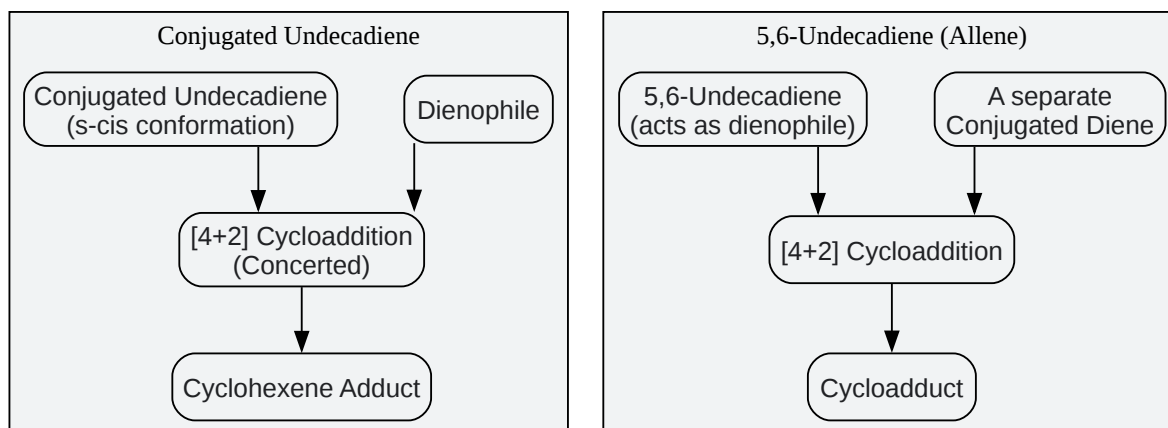 Conjugated Undecadiene
Conjugated Undecadiene
(s-cis conformation)
Dienophile
[4+2] Cycloaddition
(Concerted)
Cyclohexene Adduct
5,6-Undecadiene (Allene)
5,6-Undecadiene
(acts as dienophile)
A separate
Conjugated Diene
[4+2] Cycloaddition
Cycloadduct